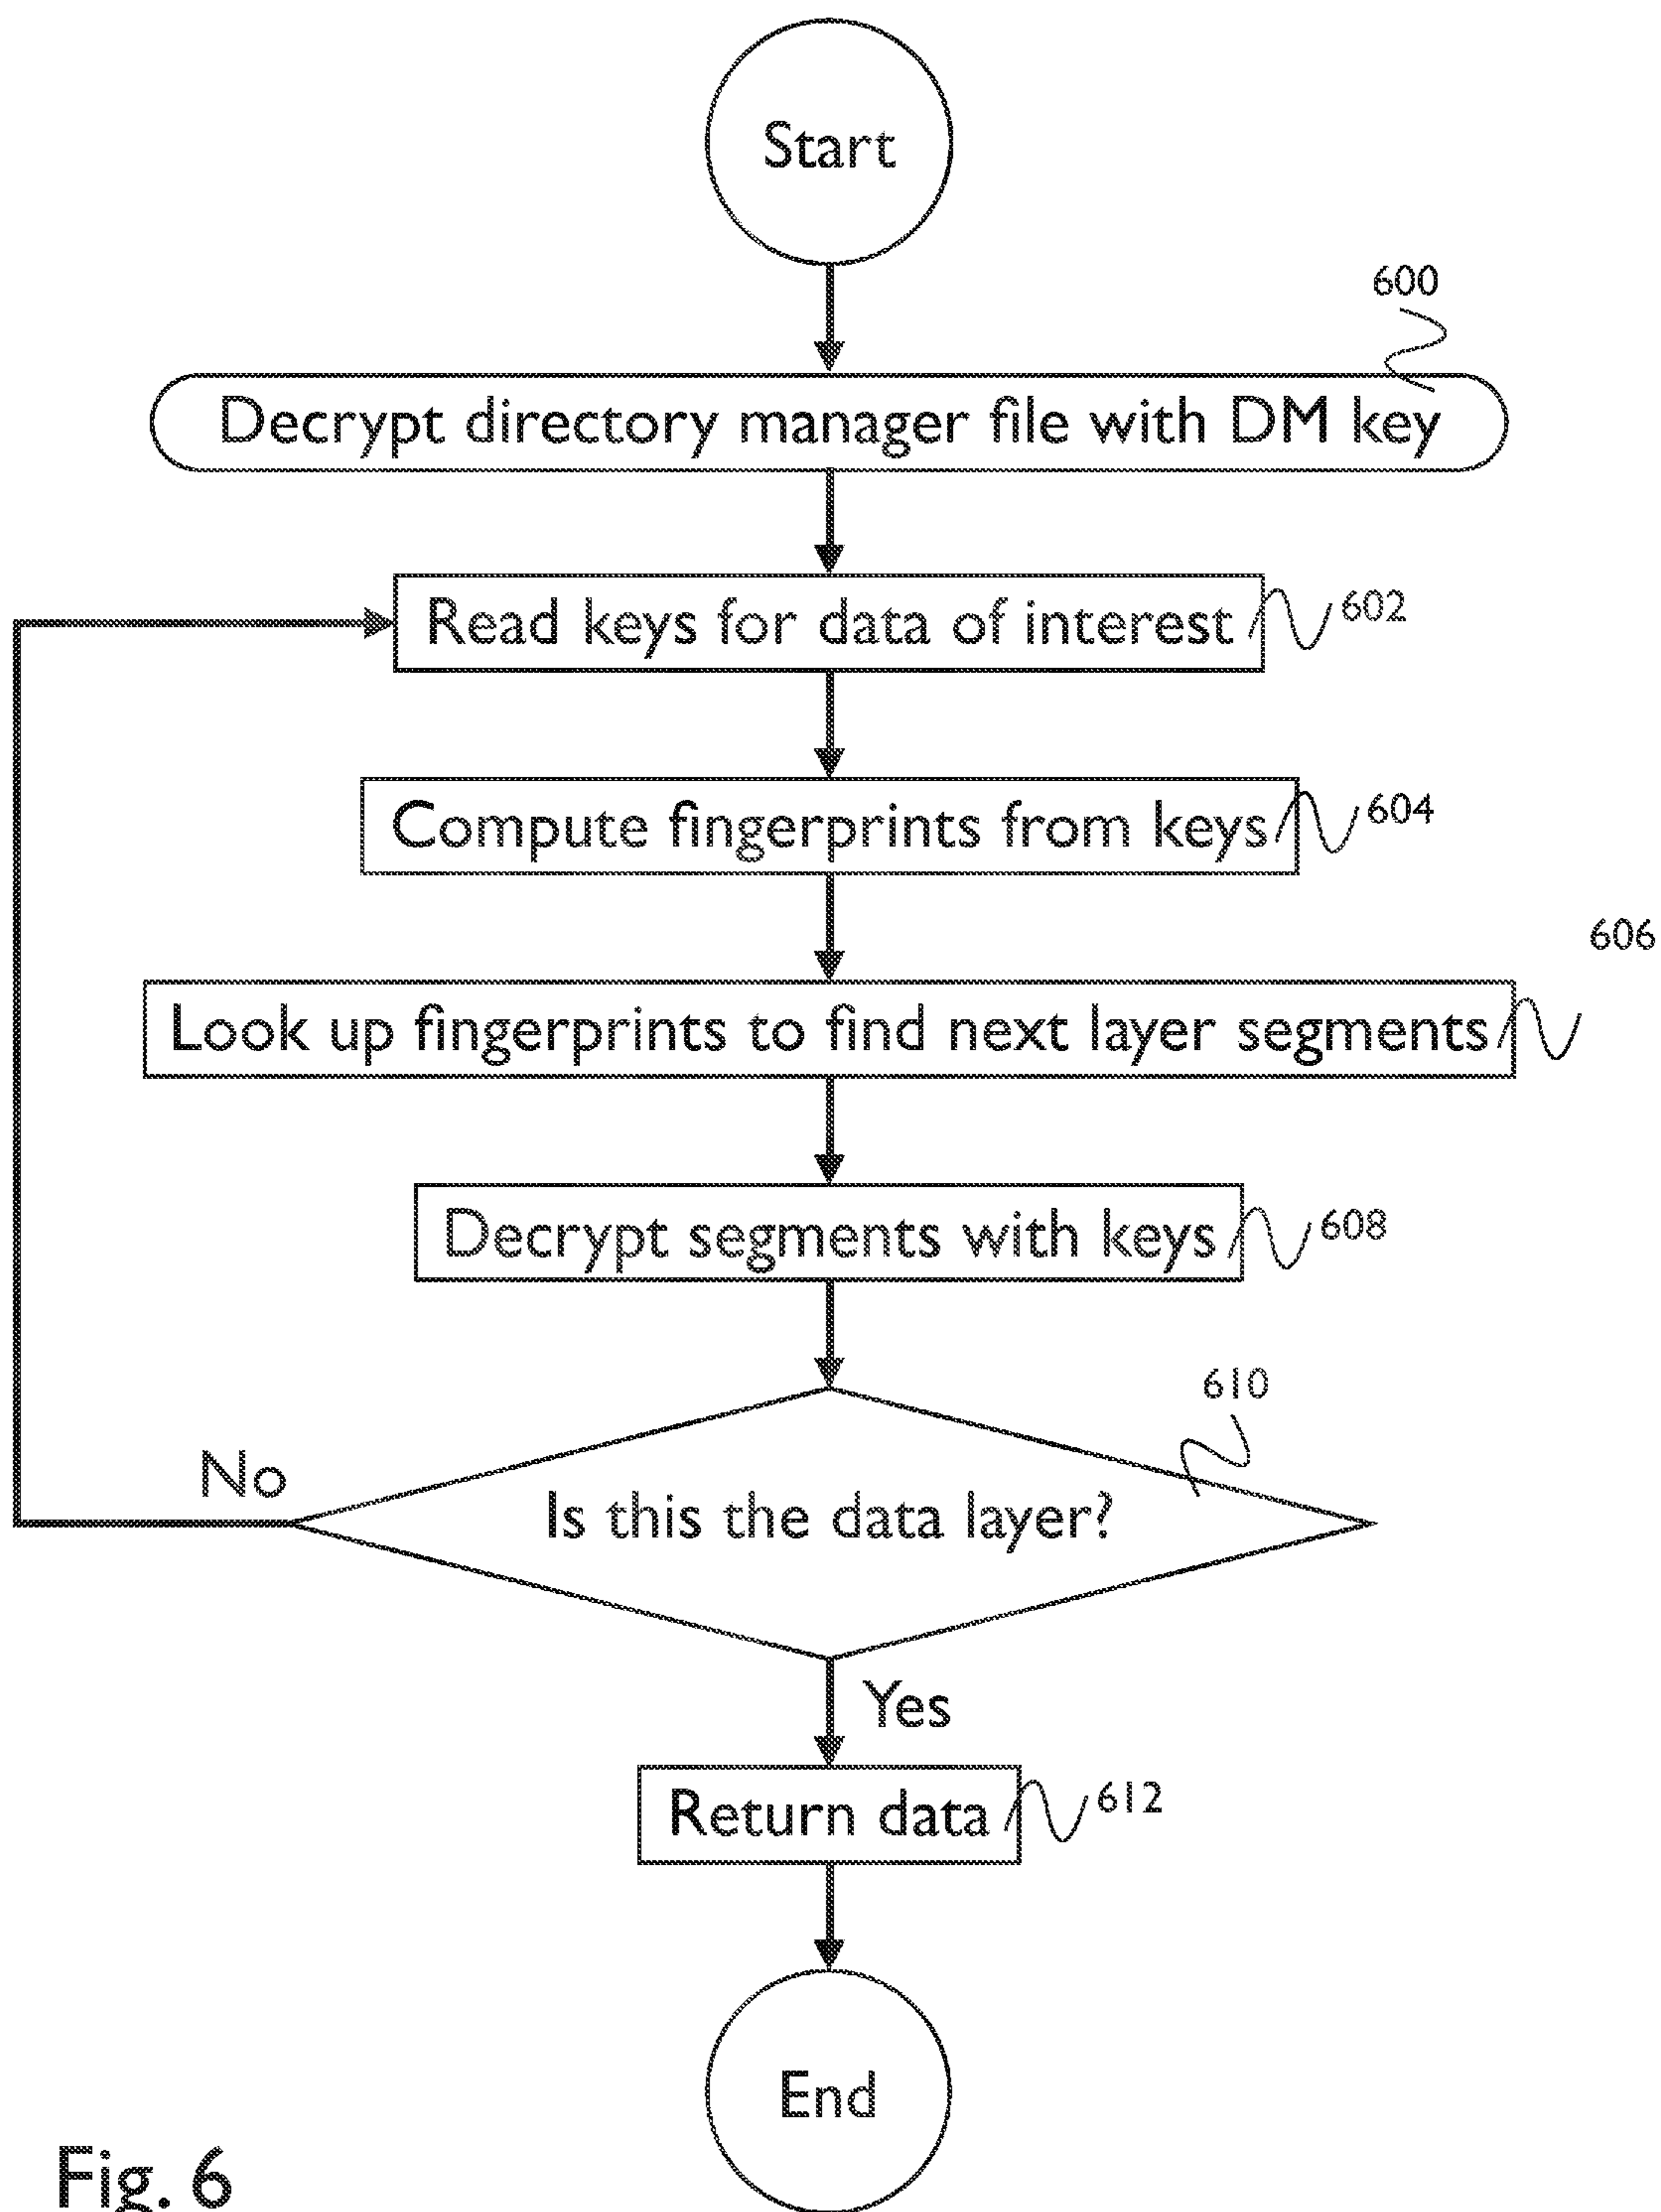 Start
600
Decrypt directory manager file with DM key
Read keys for data of interest
602
Compute fingerprints from keys
604
606
Look up fingerprints to find next layer segments
Decrypt segments with keys
608
610
No
Is this the data layer?
Yes
Return data
612
End
Fig. 6